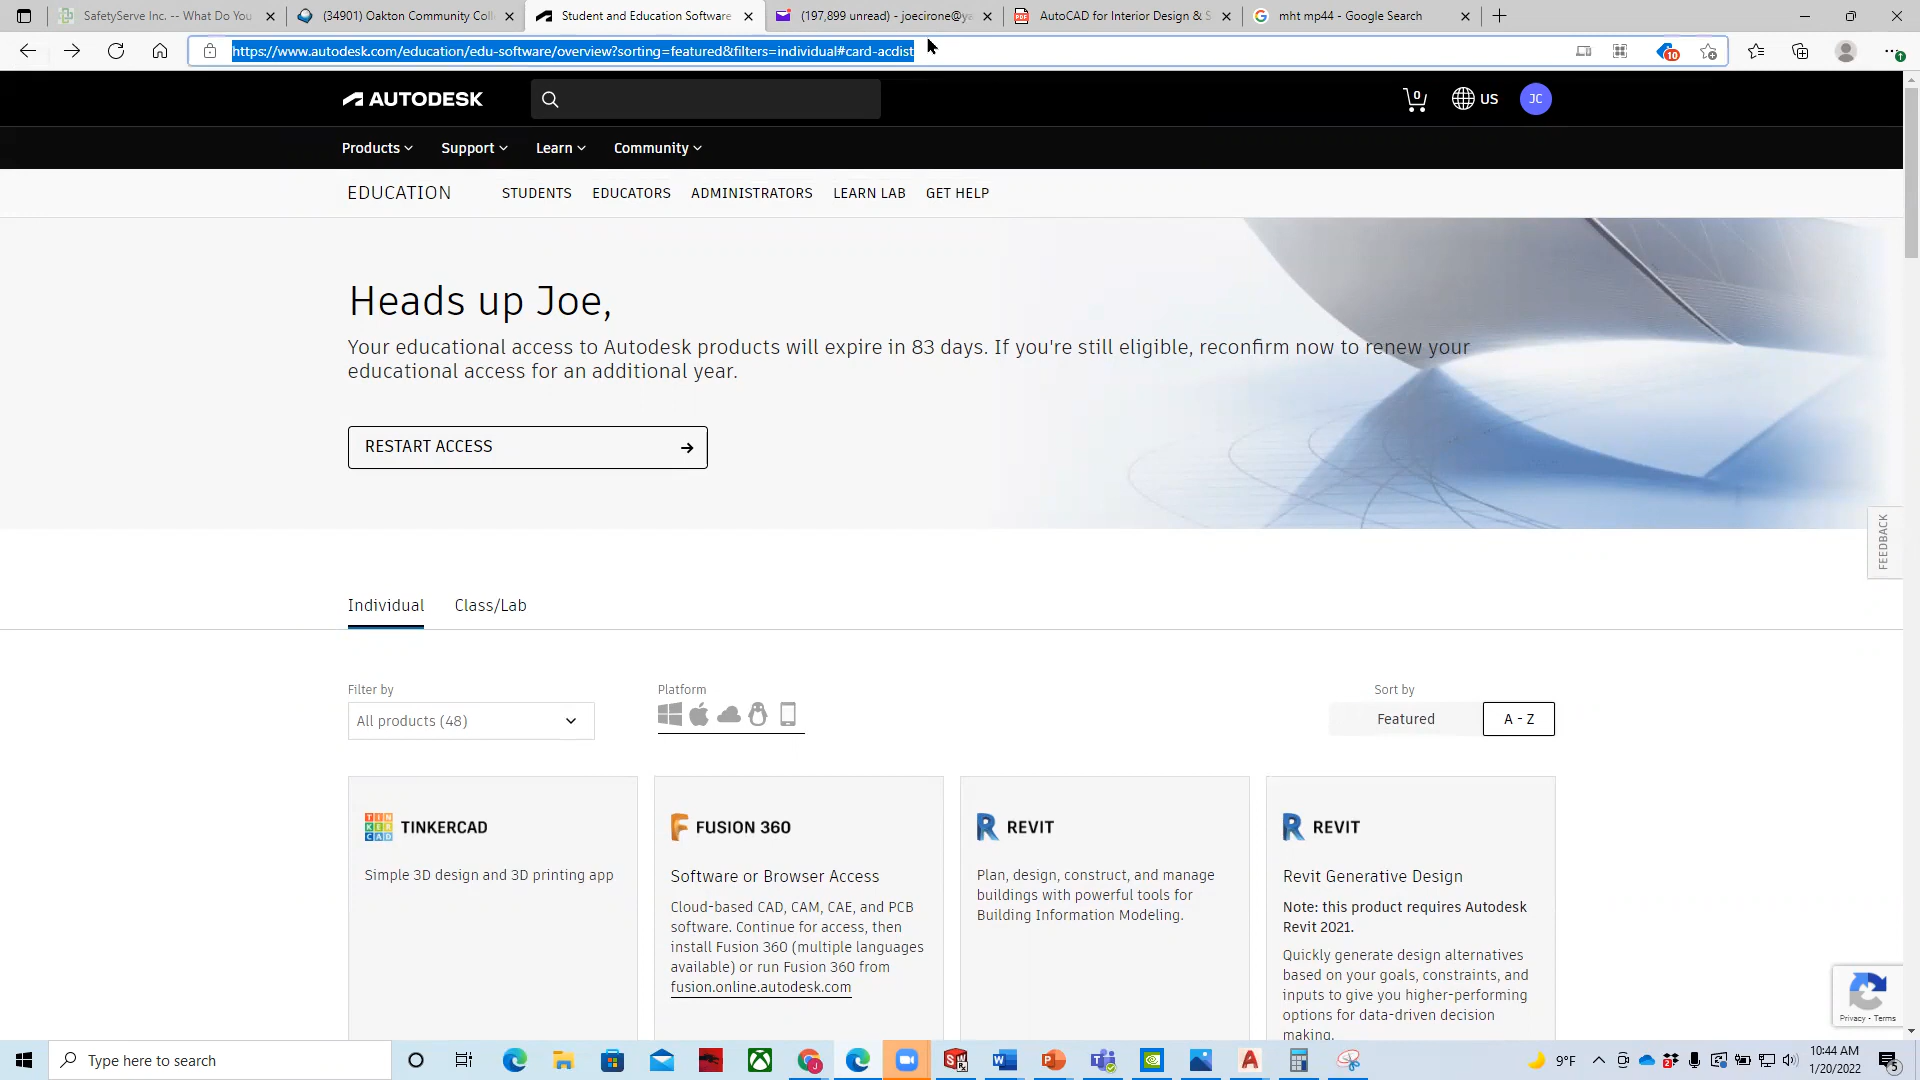 SafetyServe Inc. -- What Do You
(34901) Oakton Community Coll
Student and Education Software
(197,899 unread) - joecirone@ya
AutoCAD for Interior Design & S
mht mp44 - Google Search
https://www.autodesk.com/education/edu-software/overview?sorting=featured&filters=individual#card-acdist
10
AUTODESK
0
US
JC
Products
Support
Learn
Community
EDUCATION
STUDENTS
EDUCATORS
ADMINISTRATORS
LEARN LAB
GET HELP
Heads up Joe,
Your educational access to Autodesk products will expire in 83 days. If you're still eligible, reconfirm now to renew your
educational access for an additional year.
RESTART ACCESS
FEEDBACK
Individual
Class/Lab
Filter by
Platform
Sort by
All products (48)
Featured
A - Z
TIN
KER
CAD
TINKERCAD
Simple 3D design and 3D printing app
FUSION 360
Software or Browser Access
Cloud-based CAD, CAM, CAE, and PCB
software. Continue for access, then
install Fusion 360 (multiple languages
available) or run Fusion 360 from
fusion.online.autodesk.com
REVIT
Plan, design, construct, and manage
buildings with powerful tools for
Building Information Modeling.
REVIT
Revit Generative Design
Note: this product requires Autodesk
Revit 2021.
Quickly generate design alternatives
based on your goals, constraints, and
inputs to give you higher-performing
options for data-driven decision
making.
Privacy - Terms
Type here to search
9°F
10:44 AM
1/20/2022
5